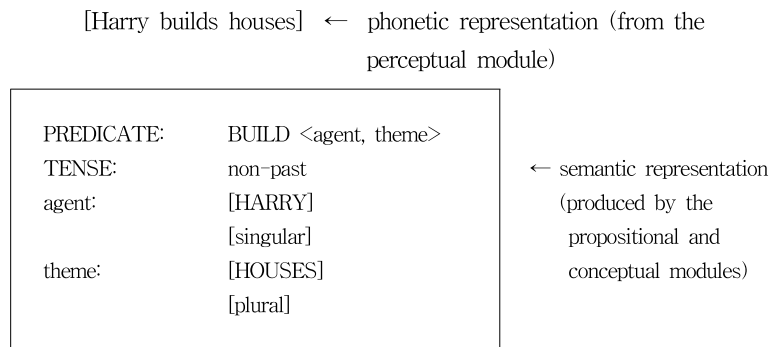 [Harry builds houses] ← phonetic representation (from the
perceptual module)
PREDICATE: BUILD <agent, theme>
TENSE: non-past ← semantic representation
agent: [HARRY] (produced by the
[singular] propositional and
theme: [HOUSES] conceptual modules)
[plural]